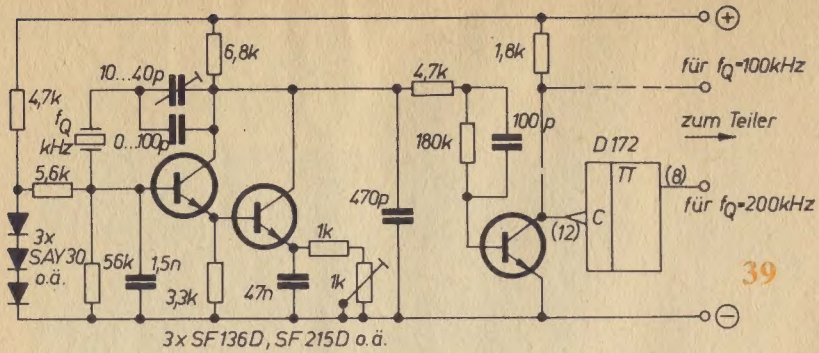 6,8k
1,8k
+
10...40p
für fQ=100kHz
4,7k
4,7k
fQ
kHz
0...100p
100p
180k
zum Teiler
D172
5,6k
π
(8)
470p
C
für fQ=200kHz
(12)
3x
SAY30
o.ä.
1k
56k
1,5n
3,3k
47n
1k
39
3x SF136D, SF215D o.ä.
−